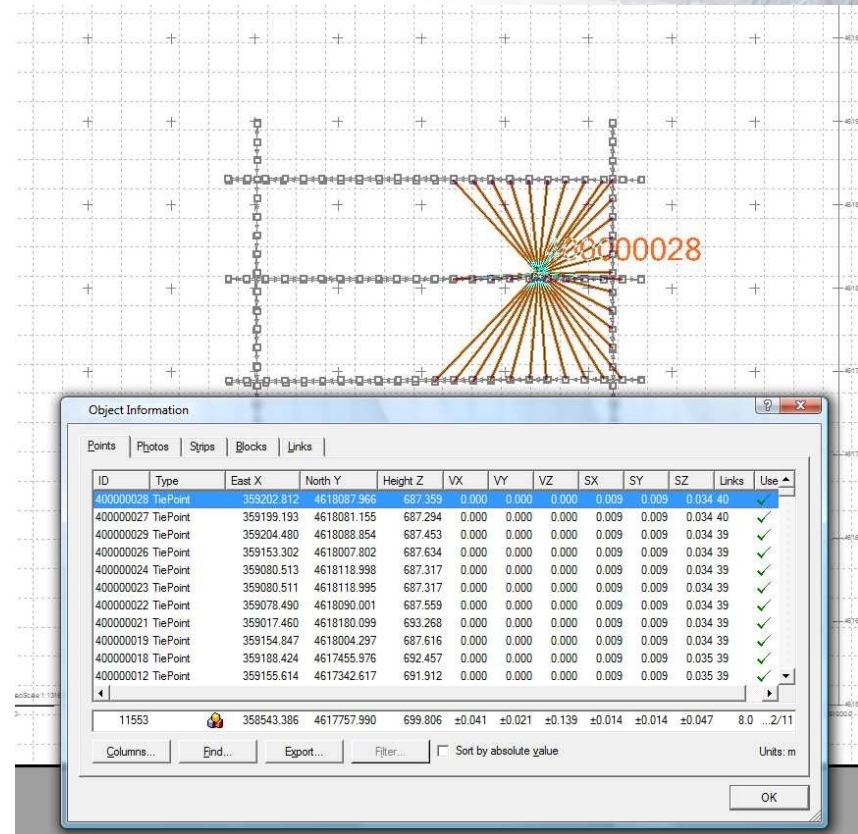 400000028
Object Information
Points Photos Strips Blocks Links
ID Type East X North Y Height Z VX VY VZ SX SY SZ Links Use
400000028 TiePoint 359202.812 4618087.966 687.359 0.000 0.000 0.000 0.009 0.009 0.034 40
400000027 TiePoint 359199.193 4618081.155 687.294 0.000 0.000 0.000 0.009 0.009 0.034 40
400000029 TiePoint 359204.480 4618088.854 687.453 0.000 0.000 0.000 0.009 0.009 0.034 39
400000026 TiePoint 359153.302 4618007.802 687.634 0.000 0.000 0.000 0.009 0.009 0.034 39
400000024 TiePoint 359080.513 4618118.998 687.317 0.000 0.000 0.000 0.009 0.009 0.034 39
400000023 TiePoint 359080.511 4618118.995 687.317 0.000 0.000 0.000 0.009 0.009 0.034 39
400000022 TiePoint 359078.490 4618090.001 687.559 0.000 0.000 0.000 0.009 0.009 0.034 39
400000021 TiePoint 359017.460 4618180.099 693.268 0.000 0.000 0.000 0.009 0.009 0.034 39
400000019 TiePoint 359154.847 4618004.297 687.616 0.000 0.000 0.000 0.009 0.009 0.034 39
400000018 TiePoint 359188.424 4617455.976 692.457 0.000 0.000 0.000 0.009 0.009 0.035 39
400000012 TiePoint 359155.614 4617342.617 691.912 0.000 0.000 0.000 0.009 0.009 0.035 39
11553 358543.386 4617757.990 699.806 ±0.041 ±0.021 ±0.139 ±0.014 ±0.014 ±0.047 8.0 ...2/11
Columns... Find... Export... Filter... Sort by absolute value Units: m
OK